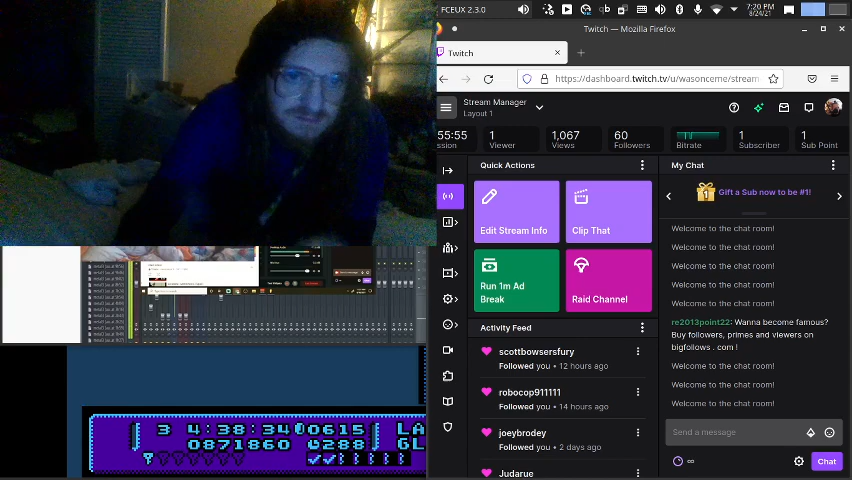 FCEUX 2.3.0
7:20 PM
8/24/21
Twitch — Mozilla Firefox
Twitch
https://dashboard.twitch.tv/u/wasonceme/stream
Stream Manager
Layout 1
55:55
1
1,067
60
1
1
ssion
Viewer
Views
Followers
Bitrate
Subscriber
Sub Point
Quick Actions
Edit Stream Info
Clip That
Run 1m Ad
Break
Raid Channel
Activity Feed
scottbowsersfury
Followed you • 12 hours ago
robocop911111
Followed you • 14 hours ago
joeybrodey
Followed you • 2 days ago
Judarue
My Chat
1
Gift a Sub now to be #1!
Welcome to the chat room!
Welcome to the chat room!
Welcome to the chat room!
Welcome to the chat room!
Welcome to the chat room!
re2013point22: Wanna become famous?
Buy followers, primes and viewers on
bigfollows . com !
Welcome to the chat room!
Welcome to the chat room!
Welcome to the chat room!
Send a message
∞
Chat
3 4:38:34 0615 LA
0871860 288 GL